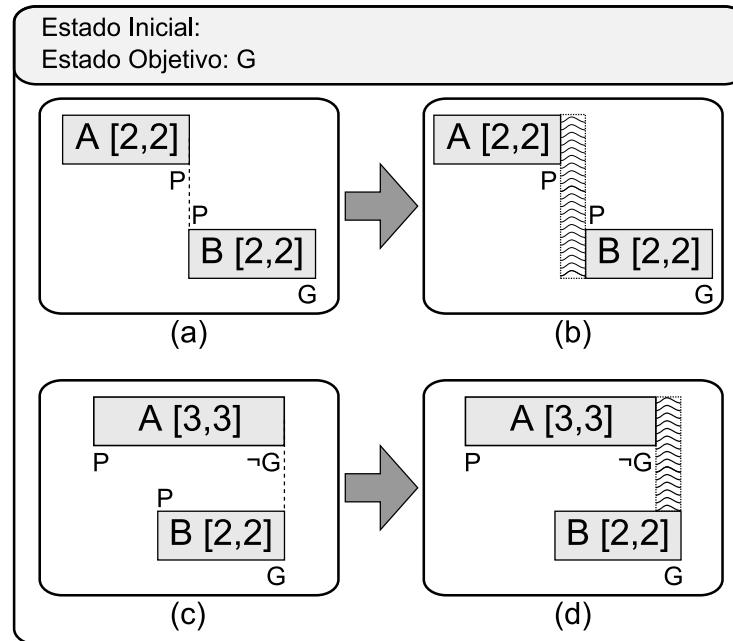 Estado Inicial:
Estado Objetivo: G
A [2,2]
P
P
B [2,2]
G
(a)
A [2,2]
P
P
B [2,2]
G
(b)
A [3,3]
P ¬G
P
B [2,2]
G
(c)
A [3,3]
P ¬G
B [2,2]
G
(d)